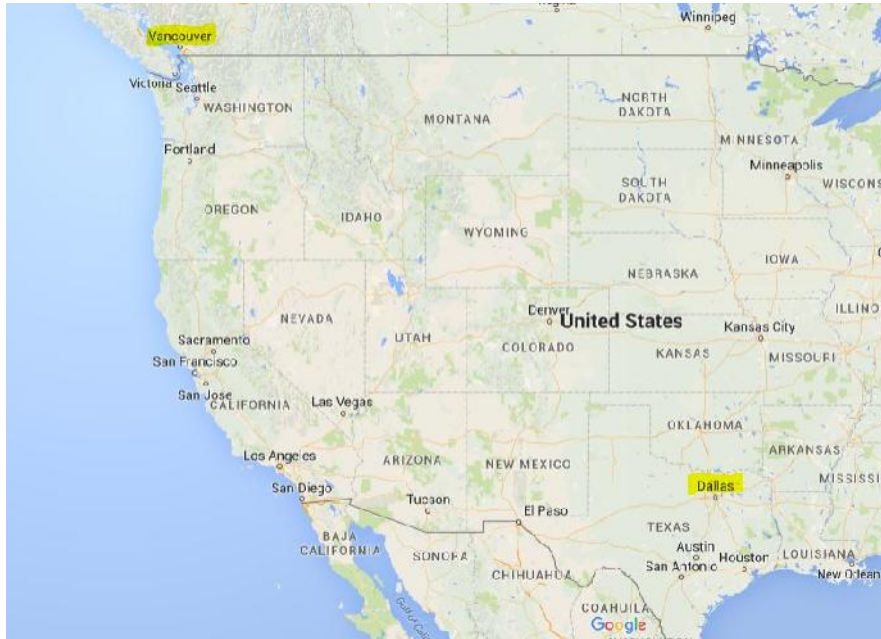 Winnipeg
Vancouver
Victoria Seattle
WASHINGTON
MONTANA
NORTH
DAKOTA
MINNESOTA
Portland
Minneapolis
SOUTH
DAKOTA
WISCONS
OREGON
IDAHO
WYOMING
IOWA
NEBRASKA
Denver
United States
ILLINO
NEVADA
Kansas City
Sacramento
UTAH
COLORADO
KANSAS
MISSOURI
San Francisco
San Jose
CALIFORNIA
Las Vegas
OKLAHOMA
ARKANSAS
Los Angeles
ARIZONA
NEW MEXICO
MISSISSI
San Diego
Dallas
Tucson
El Paso
TEXAS
BAJA
CALIFORNIA
SONORA
Austin
Houston
LOUISIANA
San Antonio
CHIHUAHUA
New Orlean
COAHUILA
Google
Gulf of California